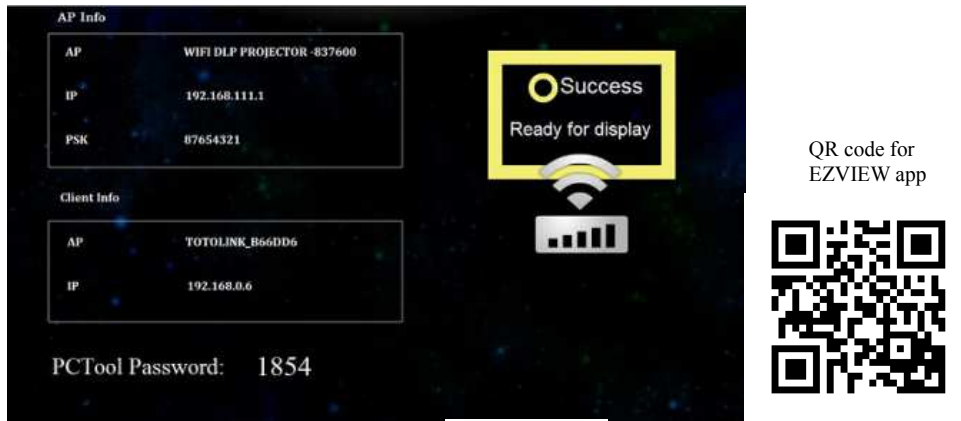 AP Info
AP WIFI DLP PROJECTOR -837600
IP 192.168.111.1
PSK 87654321
Success
Ready for display
Client Info
AP TOTOLINK_B66DD6
IP 192.168.0.6
PCTool Password: 1854
QR code for
EZVIEW app